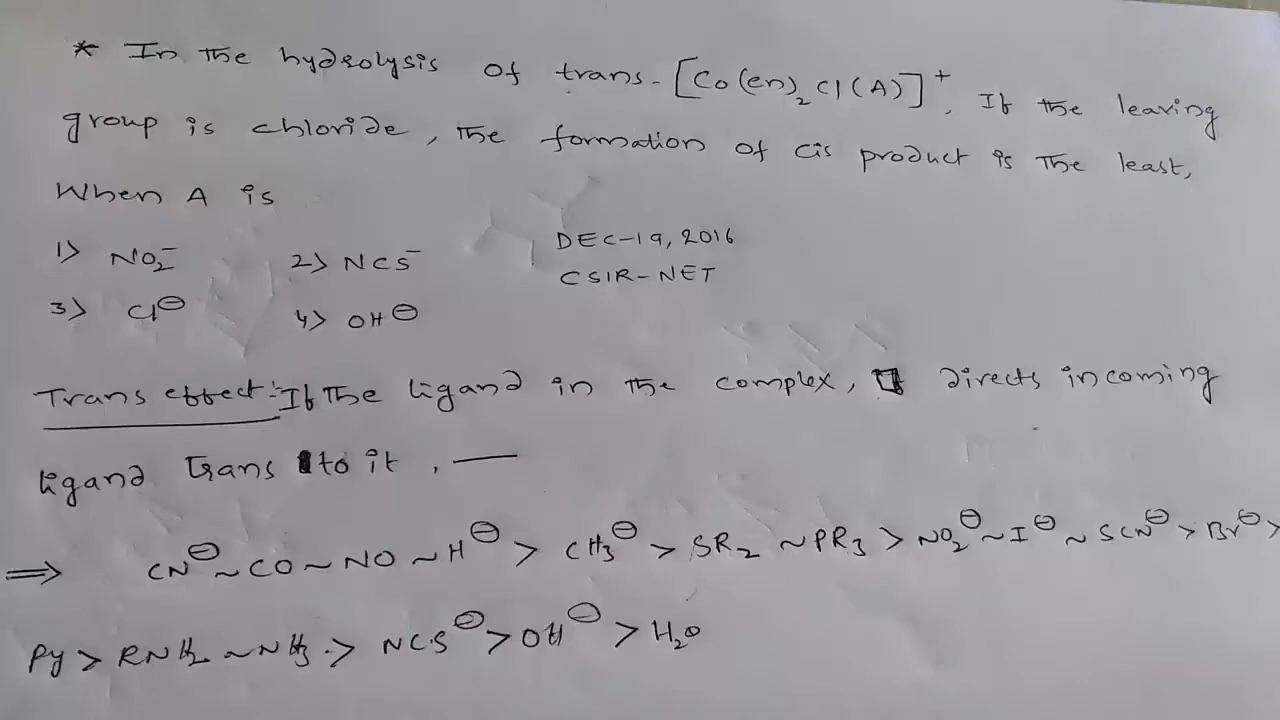 * In the hydrolysis of trans-[Co(en)₂Cl(A)]⁺, If the leaving
group is chloride, the formation of cis product is the least,
When A is
1) NO₂⁻ 2) NCS⁻
3) Cl⊖ 4) OH⊖
DEC-19, 2016
CSIR-NET
Trans effect:- If the ligand in the complex, directs incoming
ligand trans to it, —
⇒ CN⊖ ~ CO ~ NO ~ H⊖ > CH₃⊖ > SR₂ ~ PR₃ > NO₂⊖ ~ I⊖ ~ SCN⊖ > Br⊖ >
Py > RNH₂ ~ NH₃ > NCS⊖ > OH⊖ > H₂O